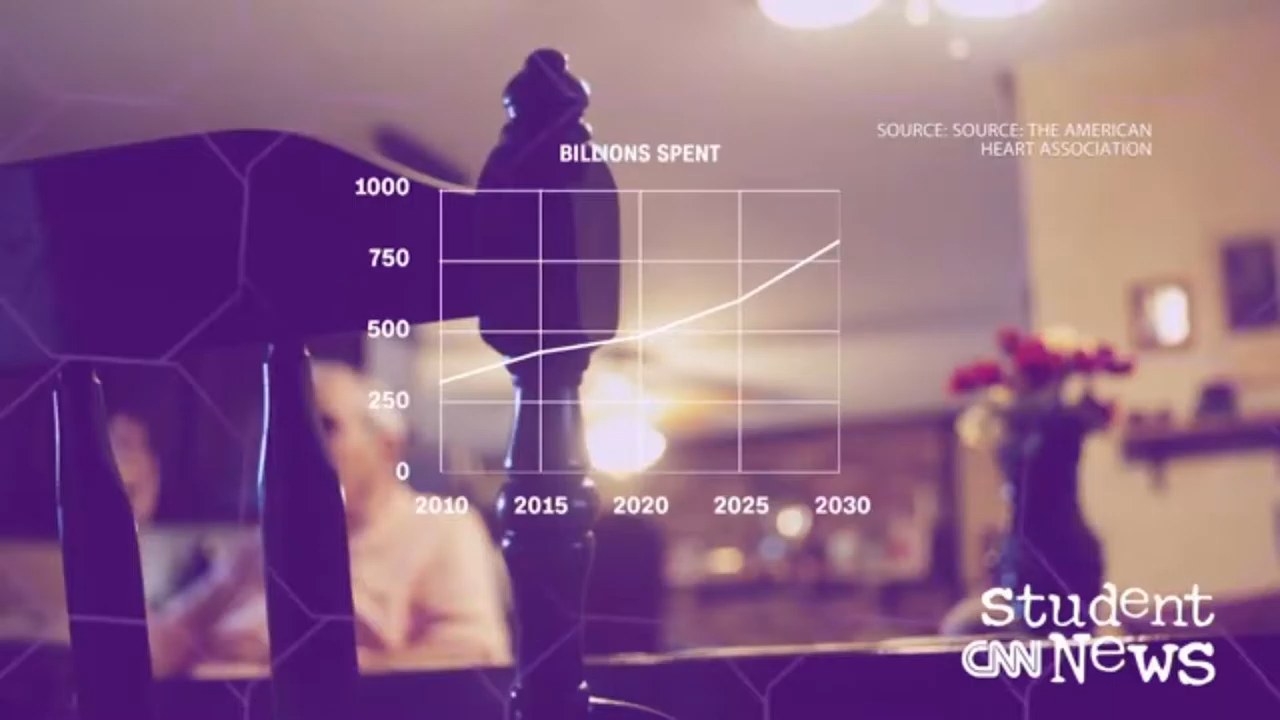 SOURCE: SOURCE: THE AMERICAN
HEART ASSOCIATION
BILLIONS SPENT
1000
750
500
250
0
2010 2015 2020 2025 2030
Student
CNN News